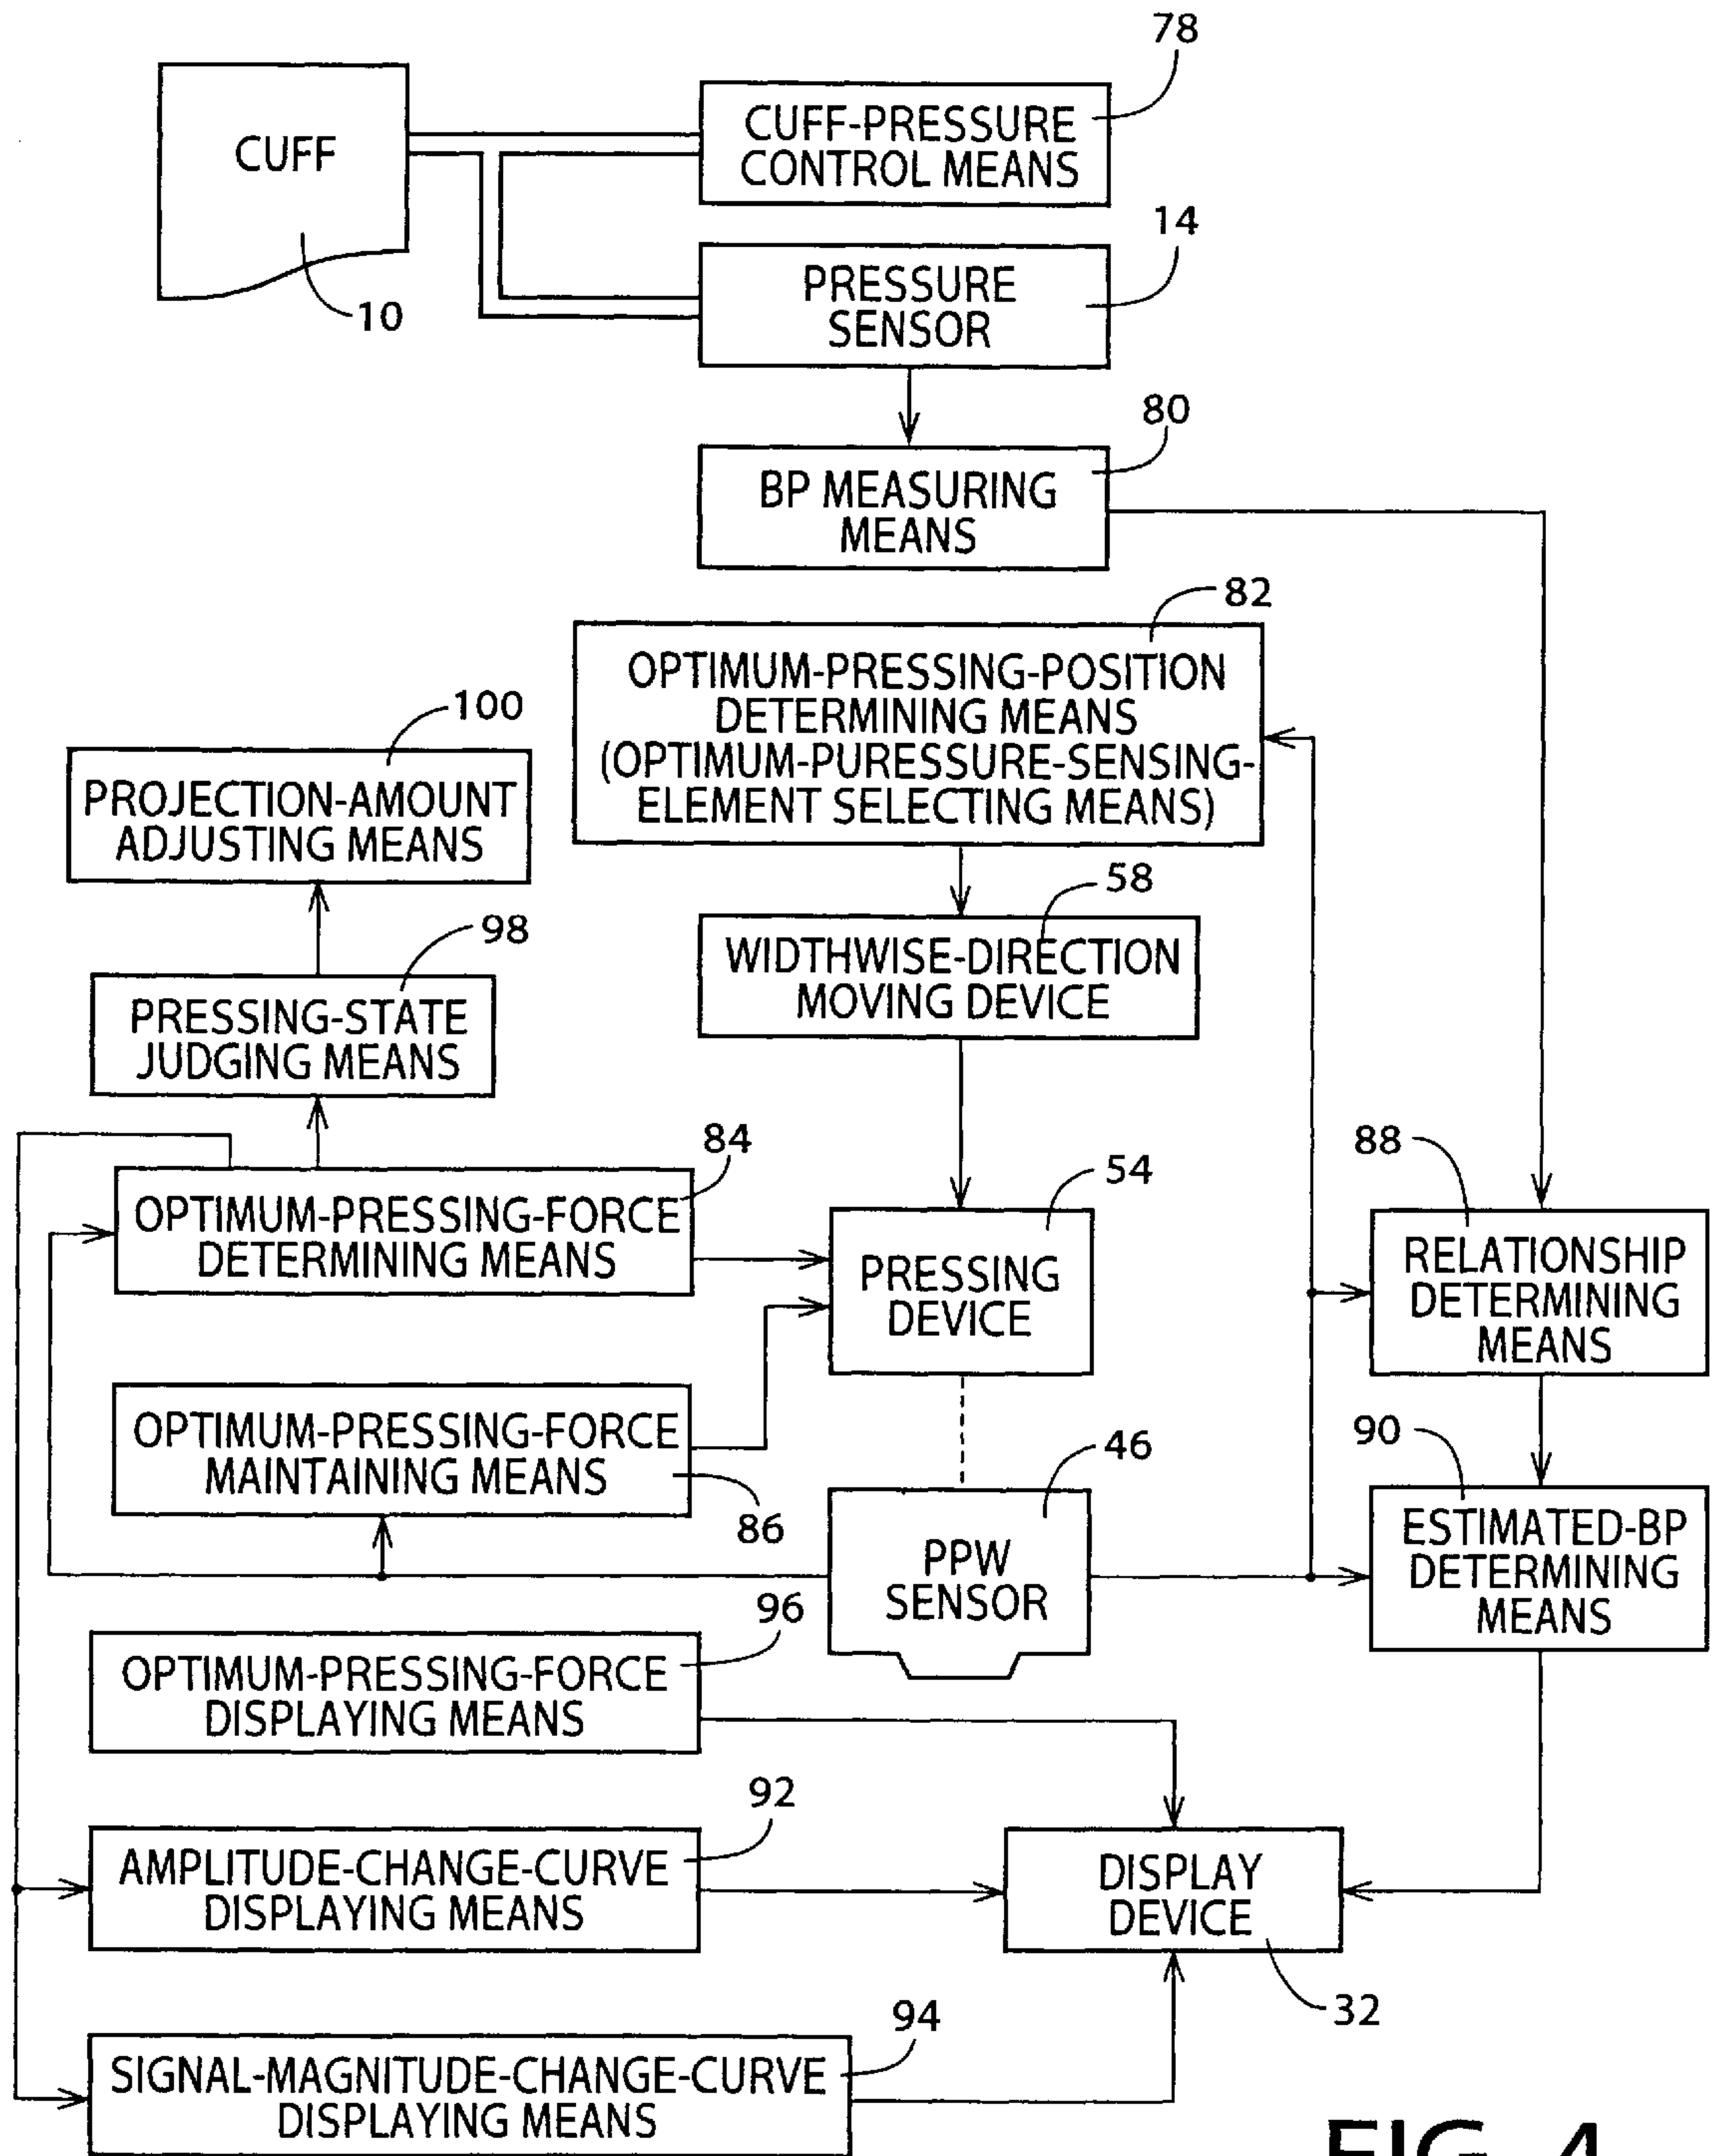 78
CUFF
CUFF-PRESSURE
CONTROL MEANS
14
PRESSURE
SENSOR
10
80
BP MEASURING
MEANS
82
OPTIMUM-PRESSING-POSITION
DETERMINING MEANS
(OPTIMUM-PURESSURE-SENSING-
ELEMENT SELECTING MEANS)
100
PROJECTION-AMOUNT
ADJUSTING MEANS
58
WIDTHWISE-DIRECTION
MOVING DEVICE
98
PRESSING-STATE
JUDGING MEANS
84
OPTIMUM-PRESSING-FORCE
DETERMINING MEANS
54
PRESSING
DEVICE
88
RELATIONSHIP
DETERMINING
MEANS
OPTIMUM-PRESSING-FORCE
MAINTAINING MEANS
86
46
PPW
SENSOR
90
ESTIMATED-BP
DETERMINING
MEANS
96
OPTIMUM-PRESSING-FORCE
DISPLAYING MEANS
92
AMPLITUDE-CHANGE-CURVE
DISPLAYING MEANS
DISPLAY
DEVICE
32
94
SIGNAL-MAGNITUDE-CHANGE-CURVE
DISPLAYING MEANS
FIG. 4